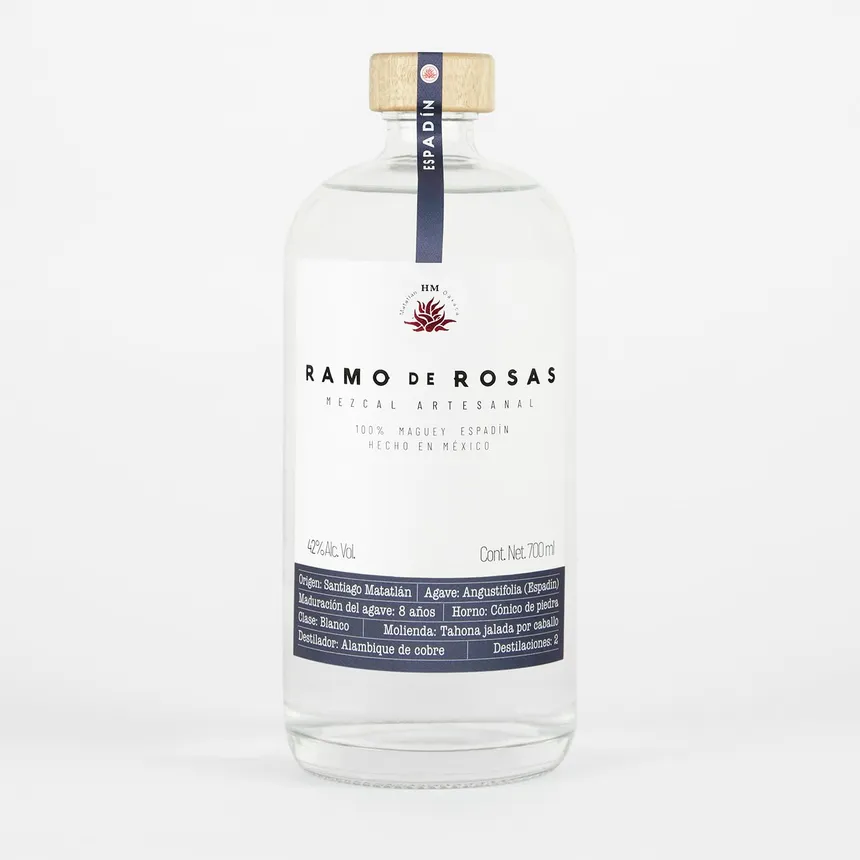 ESPADÍN
HM
Matatlán Oaxaca
RAMO DE ROSAS
MEZCAL ARTESANAL
100% MAGUEY ESPADÍN
HECHO EN MÉXICO
42% Alc. Vol.
Cont. Net. 700 ml
Origen: Santiago Matatlán Agave: Angustifolia (Espadín)
Maduración del agave: 8 años Horno: Cónico de piedra
Clase: Blanco Molienda: Tahona jalada por caballo
Destilador: Alambique de cobre Destilaciones: 2